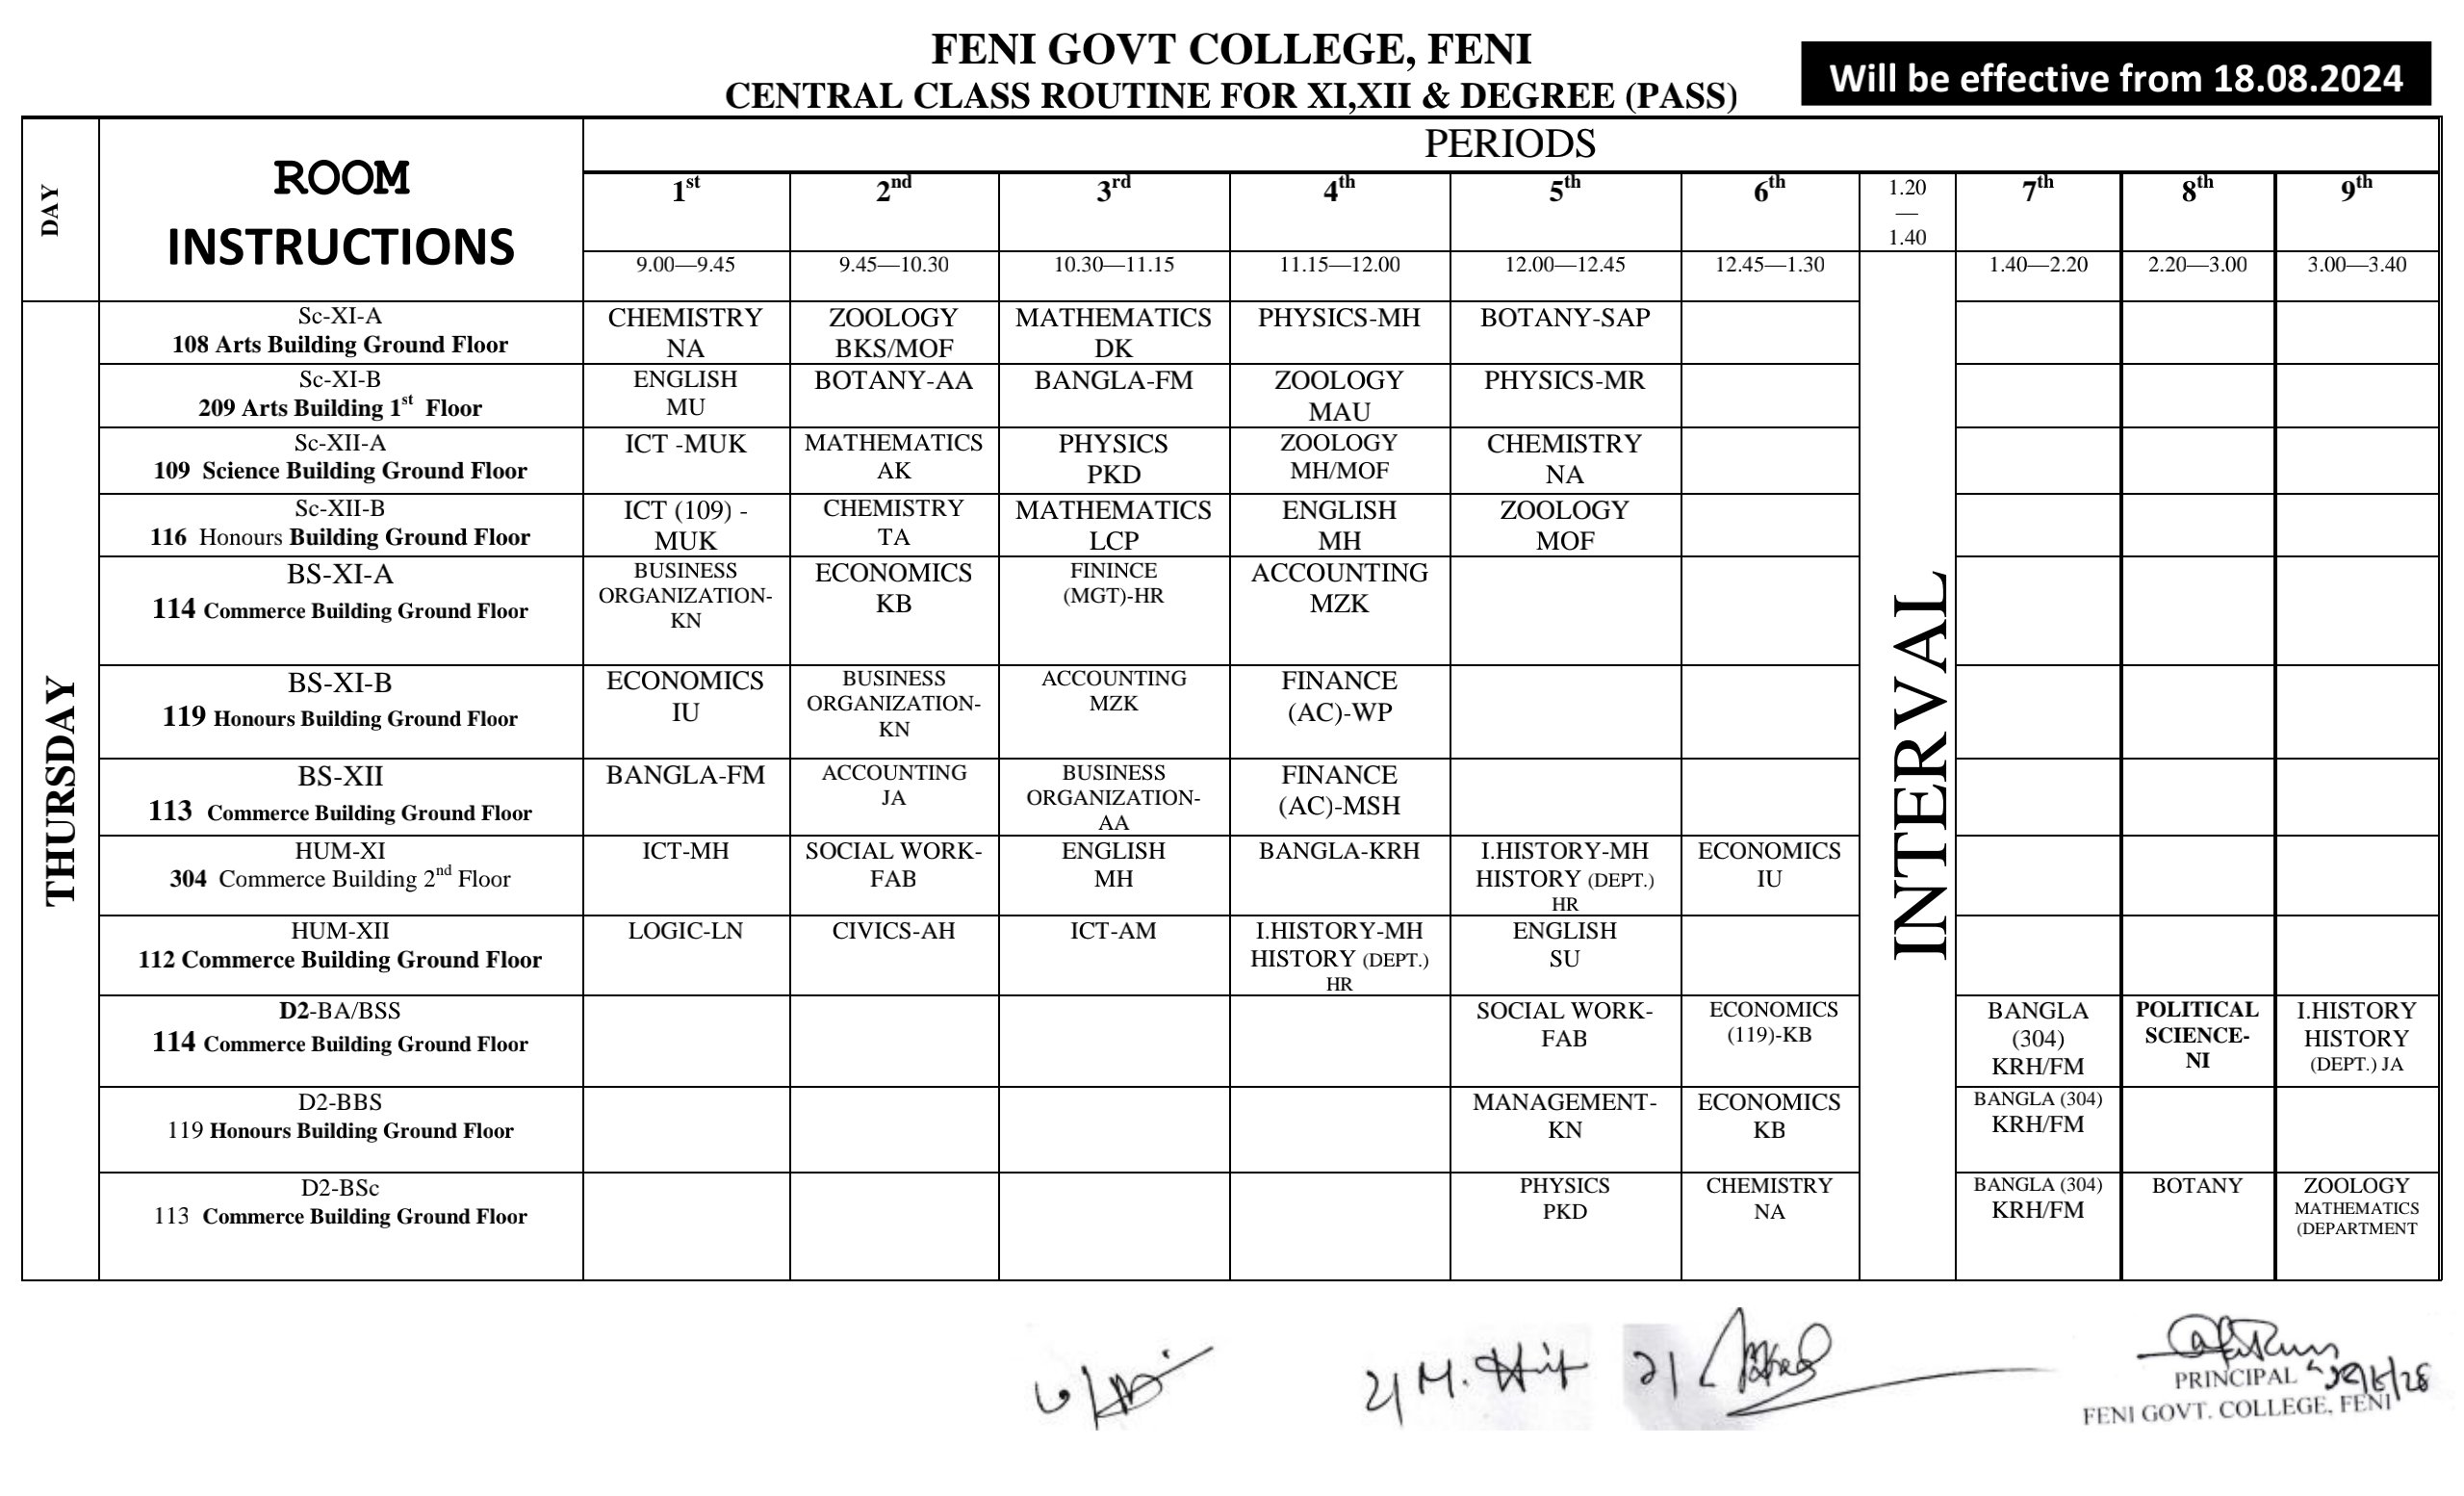 FENI GOVT COLLEGE, FENI
CENTRAL CLASS ROUTINE FOR XI,XII & DEGREE (PASS)
Will be effective from 18.08.2024
DAY
ROOM
INSTRUCTIONS
PERIODS
1st 2nd 3rd 4th 5th 6th 1.20 — 1.40 7th 8th 9th
9.00—9.45 9.45—10.30 10.30—11.15 11.15—12.00 12.00—12.45 12.45—1.30 1.40—2.20 2.20—3.00 3.00—3.40
THURSDAY
INTERVAL
Sc-XI-A
108 Arts Building Ground Floor
CHEMISTRY
NA
ZOOLOGY
BKS/MOF
MATHEMATICS
DK
PHYSICS-MH
BOTANY-SAP
Sc-XI-B
209 Arts Building 1st Floor
ENGLISH
MU
BOTANY-AA
BANGLA-FM
ZOOLOGY
MAU
PHYSICS-MR
Sc-XII-A
109 Science Building Ground Floor
ICT -MUK
MATHEMATICS
AK
PHYSICS
PKD
ZOOLOGY
MH/MOF
CHEMISTRY
NA
Sc-XII-B
116 Honours Building Ground Floor
ICT (109) -
MUK
CHEMISTRY
TA
MATHEMATICS
LCP
ENGLISH
MH
ZOOLOGY
MOF
BS-XI-A
114 Commerce Building Ground Floor
BUSINESS
ORGANIZATION-
KN
ECONOMICS
KB
FININCE
(MGT)-HR
ACCOUNTING
MZK
BS-XI-B
119 Honours Building Ground Floor
ECONOMICS
IU
BUSINESS
ORGANIZATION-
KN
ACCOUNTING
MZK
FINANCE
(AC)-WP
BS-XII
113 Commerce Building Ground Floor
BANGLA-FM
ACCOUNTING
JA
BUSINESS
ORGANIZATION-
AA
FINANCE
(AC)-MSH
HUM-XI
304 Commerce Building 2nd Floor
ICT-MH
SOCIAL WORK-
FAB
ENGLISH
MH
BANGLA-KRH
I.HISTORY-MH
HISTORY (DEPT.)
HR
ECONOMICS
IU
HUM-XII
112 Commerce Building Ground Floor
LOGIC-LN
CIVICS-AH
ICT-AM
I.HISTORY-MH
HISTORY (DEPT.)
HR
ENGLISH
SU
D2-BA/BSS
114 Commerce Building Ground Floor
SOCIAL WORK-
FAB
ECONOMICS
(119)-KB
BANGLA
(304)
KRH/FM
POLITICAL
SCIENCE-
NI
I.HISTORY
HISTORY
(DEPT.) JA
D2-BBS
119 Honours Building Ground Floor
MANAGEMENT-
KN
ECONOMICS
KB
BANGLA (304)
KRH/FM
D2-BSc
113 Commerce Building Ground Floor
PHYSICS
PKD
CHEMISTRY
NA
BANGLA (304)
KRH/FM
BOTANY
ZOOLOGY
MATHEMATICS
(DEPARTMENT
PRINCIPAL
FENI GOVT. COLLEGE, FENI